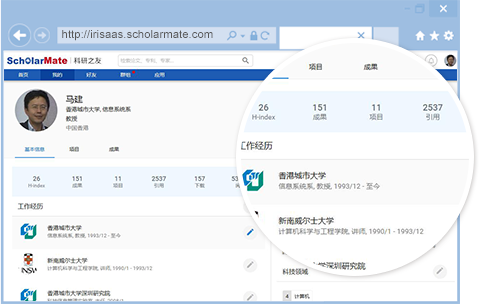 http://irisaas.scholarmate.com
ScholarMate | 科研之友
首页 我的 好友 群组 应用
马建
香港城市大学, 信息系统系
教授
中国香港
基本信息 项目 成果
26 151 11 2537 157
H-index 成果 项目 引用 下载
工作经历
香港城市大学
信息系统系, 教授, 1993/12 - 至今
新南威尔士大学
计算机科学与工程学院, 讲师, 1990/1 - 1993/12
香港城市大学深圳研究院
项目 成果
26 151 11 2537
H-index 成果 项目 引用
工作经历
香港城市大学
信息系统系, 教授, 1993/12 - 至今
新南威尔士大学
计算机科学与工程学院, 讲师, 1990/1 - 1993/12
大学深圳研究院
科技领域
4 计算机